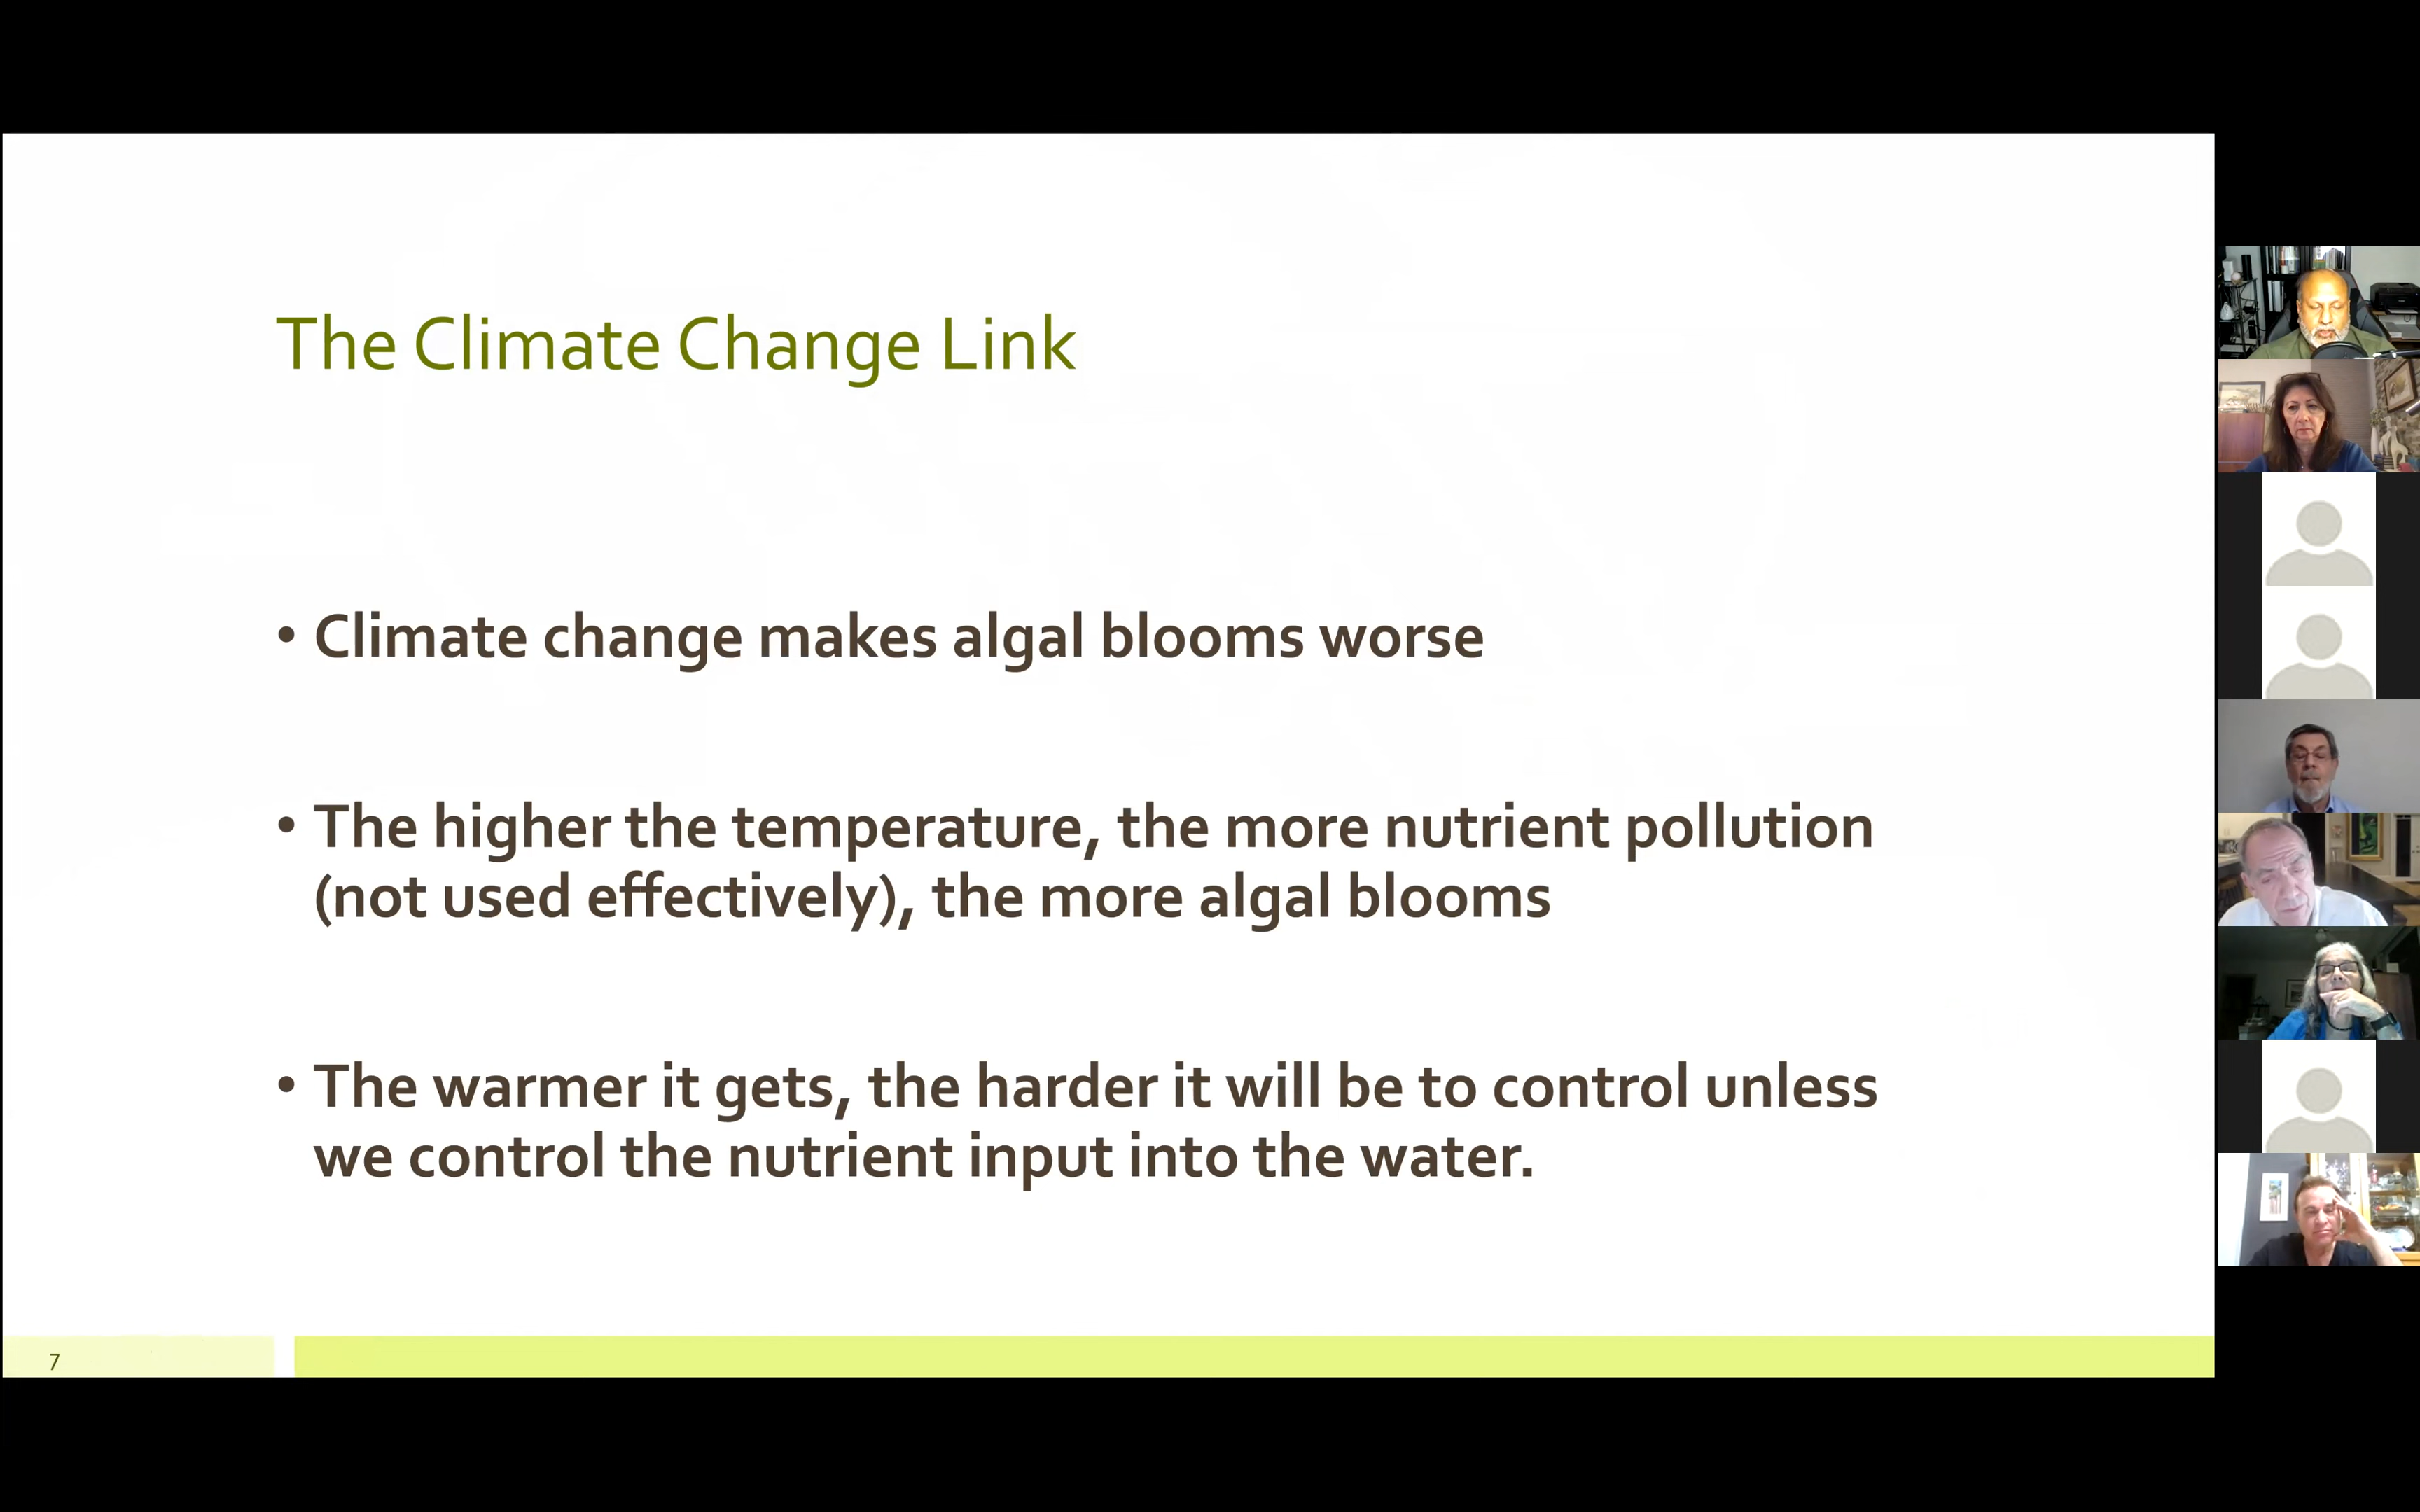 The Climate Change Link
• Climate change makes algal blooms worse
• The higher the temperature, the more nutrient pollution
(not used effectively), the more algal blooms
• The warmer it gets, the harder it will be to control unless
we control the nutrient input into the water.
7